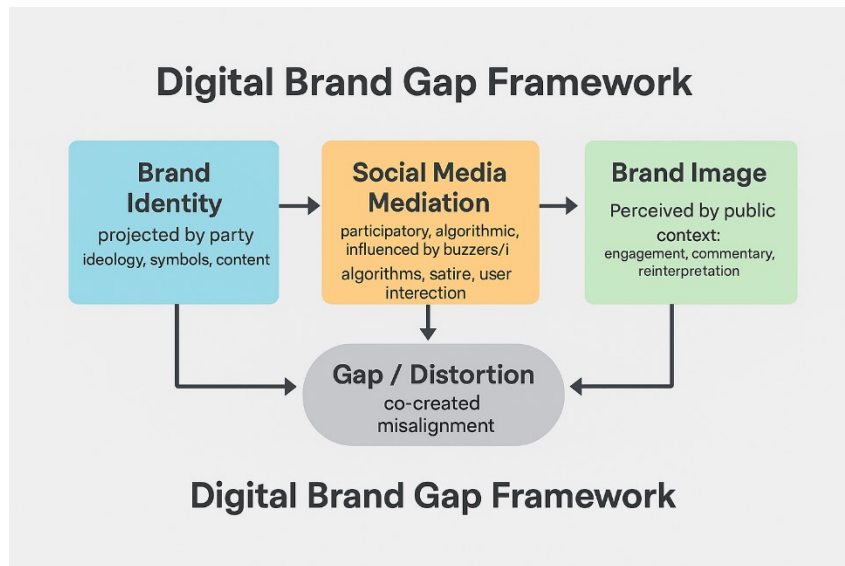 Digital Brand Gap Framework
Brand
Identity
projected by party
ideology, symbols, content
Social Media
Mediation
participatory, algorithmic,
influenced by buzzers/i
algorithms, satire, user
interection
Brand Image
Perceived by public
context:
engagement, commentary,
reinterpretation
Gap / Distortion
co-created
misalignment
Digital Brand Gap Framework